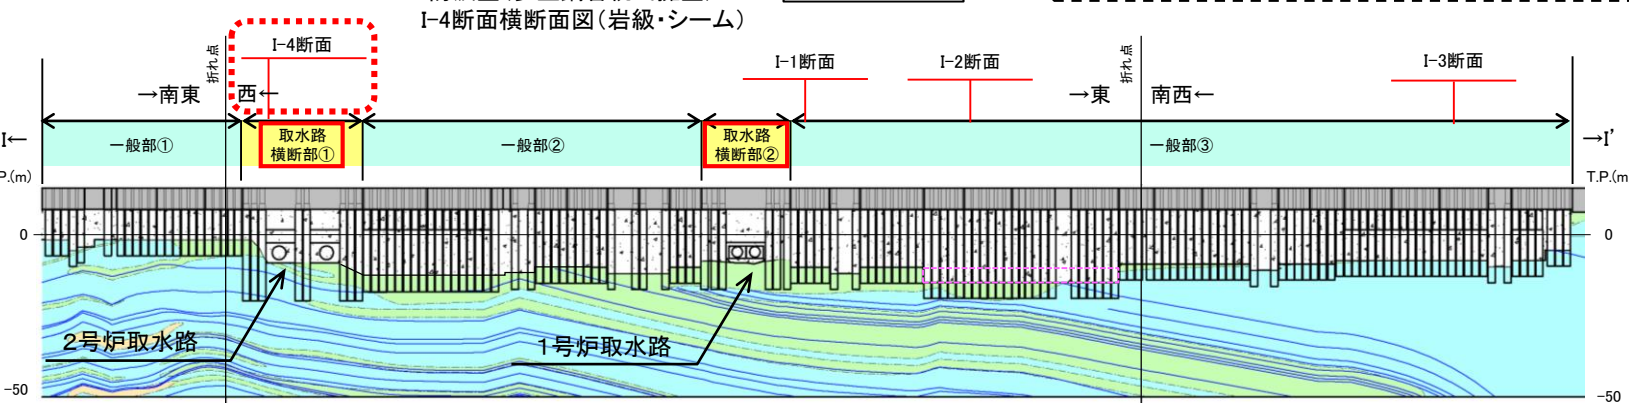 I-4断面横断面図(岩級・シーム)
I-4断面
I-1断面
I-2断面
I-3断面
折れ点
折れ点
→南東
西←
→東
南西←
I←
一般部①
取水路
横断部①
一般部②
取水路
横断部②
一般部③
→I'
P.(m)
T.P.(m
0
0
2号炉取水路
1号炉取水路
-50
-50